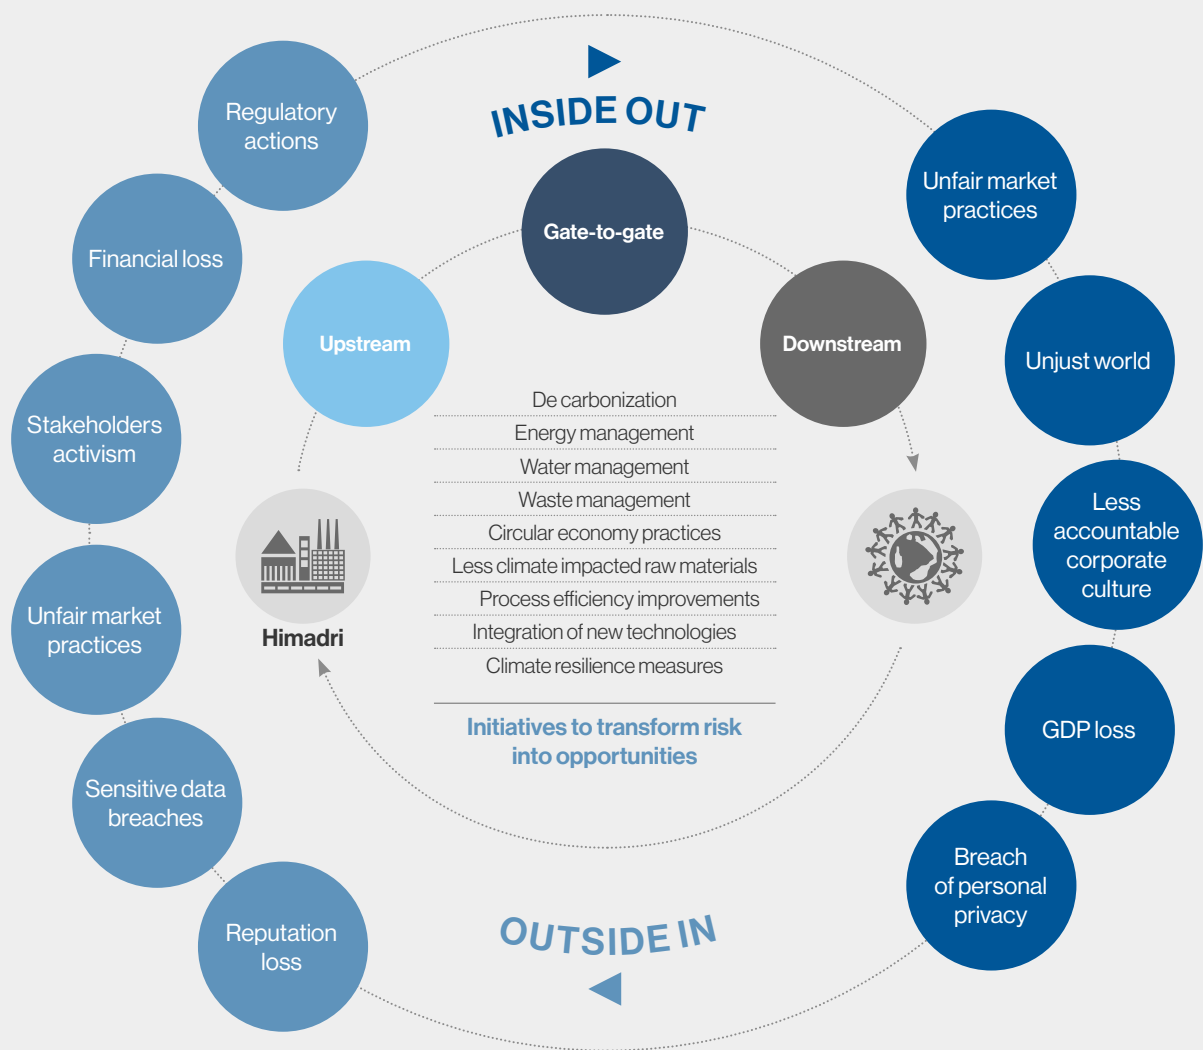 INSIDE OUT
Regulatory
actions
Financial loss
Stakeholders
activism
Unfair market
practices
Sensitive data
breaches
Reputation
loss
Gate-to-gate
Upstream
Downstream
De carbonization
Energy management
Water management
Waste management
Circular economy practices
Less climate impacted raw materials
Process efficiency improvements
Integration of new technologies
Climate resilience measures
Initiatives to transform risk
into opportunities
Himadri
Unfair market
practices
Unjust world
Less
accountable
corporate
culture
GDP loss
Breach
of personal
privacy
OUTSIDE IN